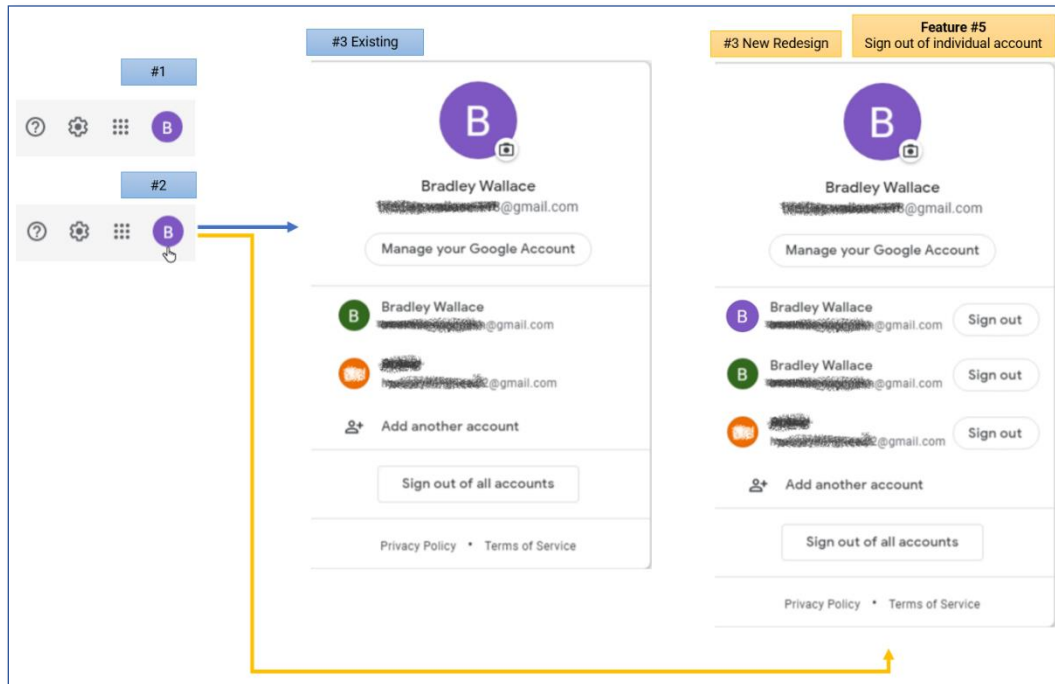 #1
B
#2
B
#3 Existing
B
Bradley Wallace
@gmail.com
Manage your Google Account
B Bradley Wallace
@gmail.com
2@gmail.com
Add another account
Sign out of all accounts
Privacy Policy • Terms of Service
#3 New Redesign
Feature #5
Sign out of individual account
B
Bradley Wallace
@gmail.com
Manage your Google Account
B Bradley Wallace
@gmail.com Sign out
B Bradley Wallace
@gmail.com Sign out
2@gmail.com Sign out
Add another account
Sign out of all accounts
Privacy Policy • Terms of Service